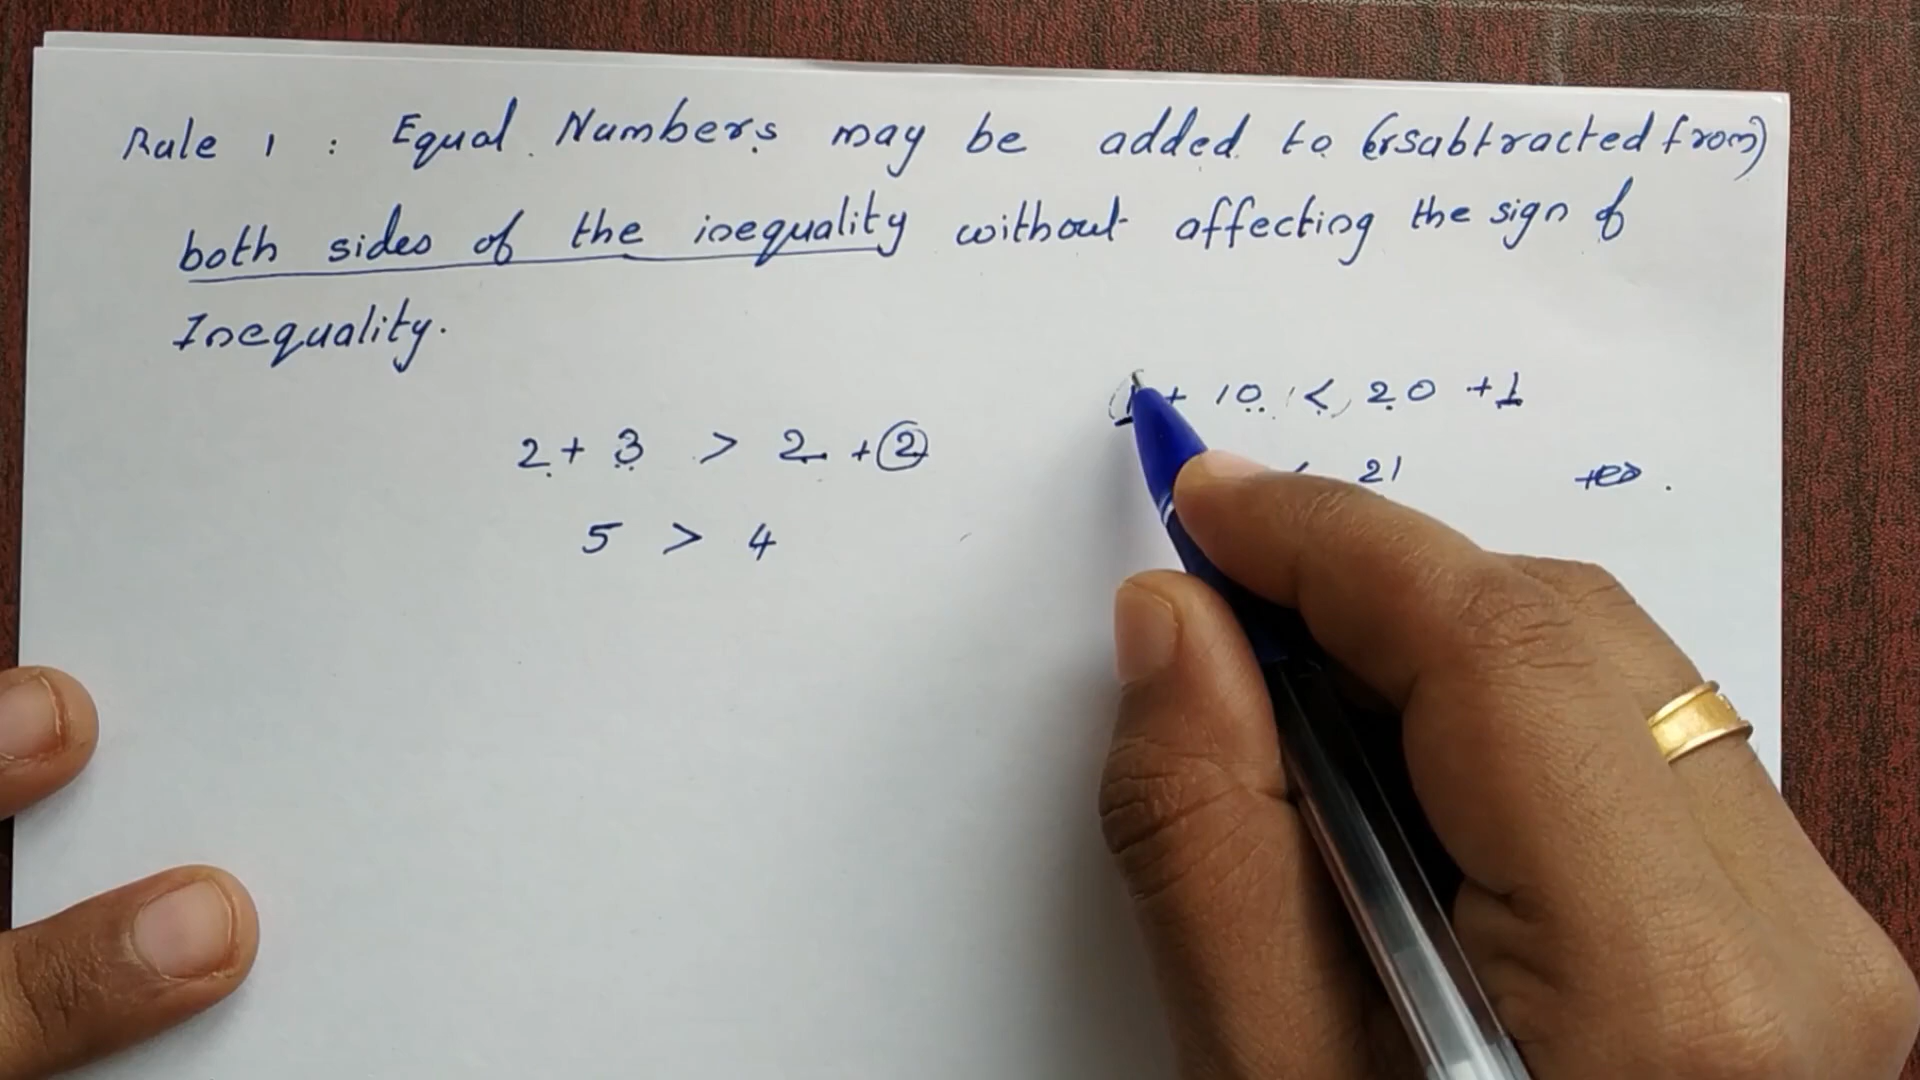 Rule 1 : Equal Numbers may be added to (or subtracted from)
both sides of the inequality without affecting the sign of
Inequality.
2 + 3 > 2 + 2
5 > 4
1 + 10 < 20 + 1
< 21